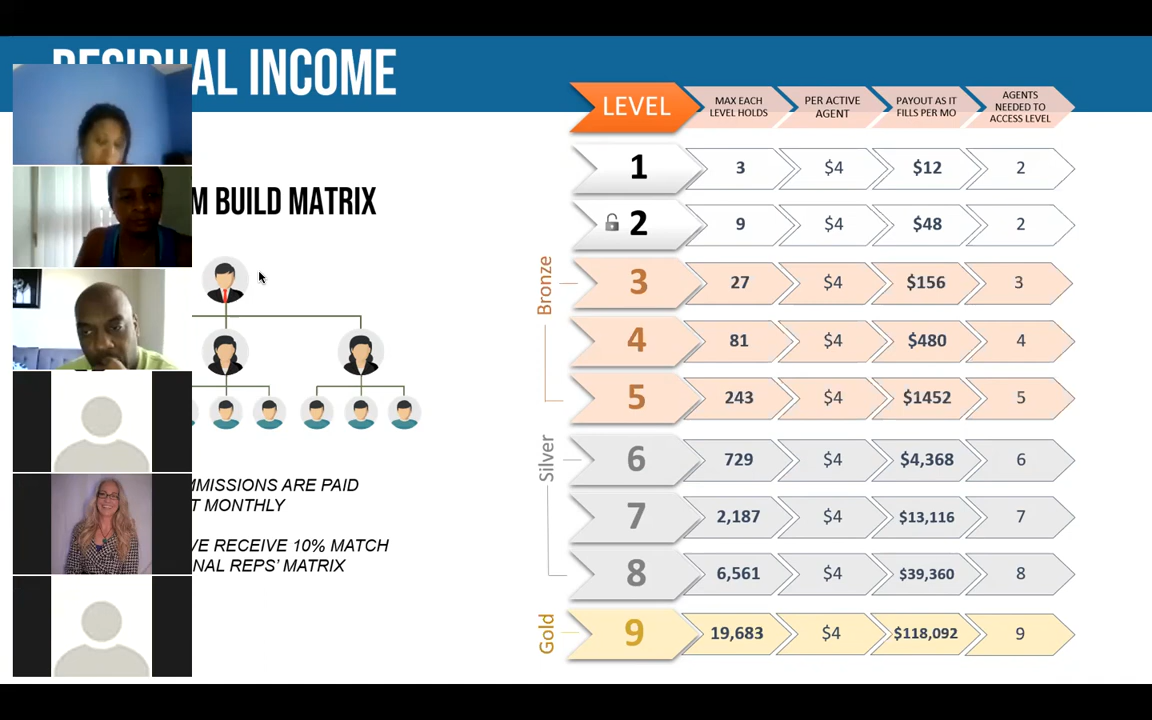 RESIDUAL INCOME
M BUILD MATRIX
MMISSIONS ARE PAID
T MONTHLY
VE RECEIVE 10% MATCH
NAL REPS' MATRIX
LEVEL
MAX EACH
LEVEL HOLDS
PER ACTIVE
AGENT
PAYOUT AS IT
FILLS PER MO
AGENTS
NEEDED TO
ACCESS LEVEL
1 3 $4 $12 2
2 9 $4 $48 2
Bronze
3 27 $4 $156 3
4 81 $4 $480 4
5 243 $4 $1452 5
Silver
6 729 $4 $4,368 6
7 2,187 $4 $13,116 7
8 6,561 $4 $39,360 8
Gold
9 19,683 $4 $118,092 9